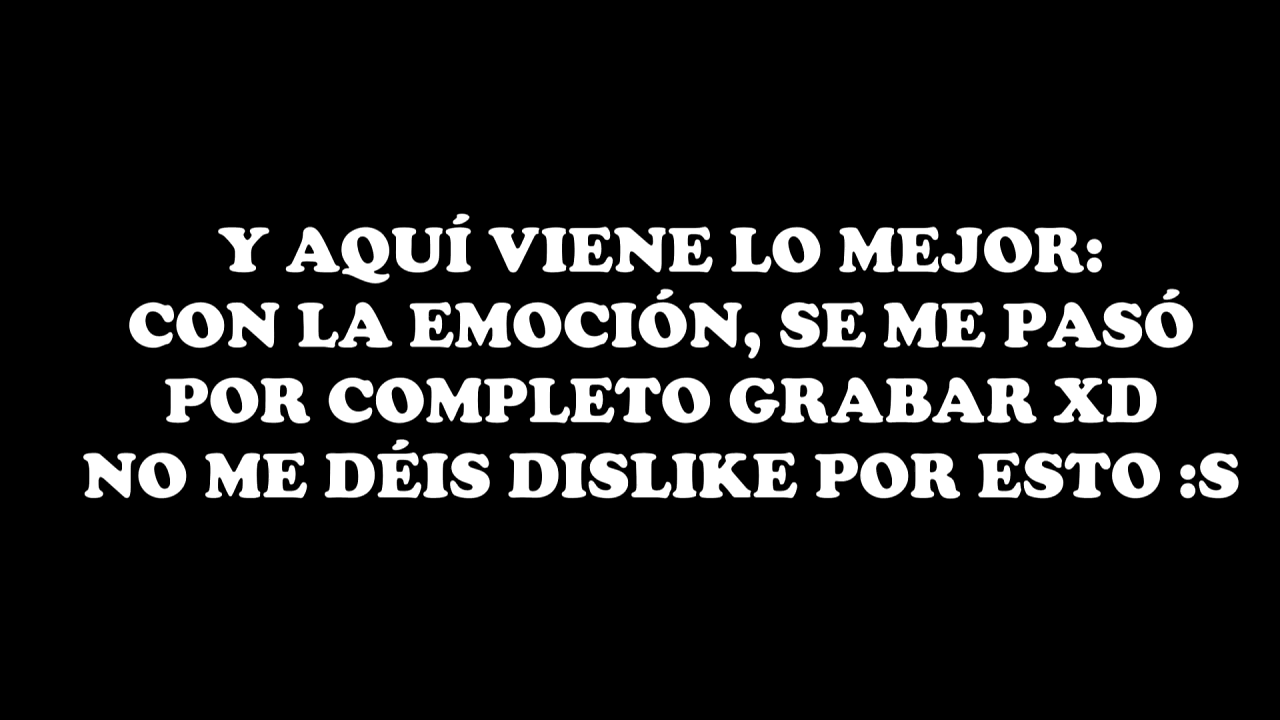 Y AQUÍ VIENE LO MEJOR:
CON LA EMOCIÓN, SE ME PASÓ
POR COMPLETO GRABAR XD
NO ME DÉIS DISLIKE POR ESTO :S